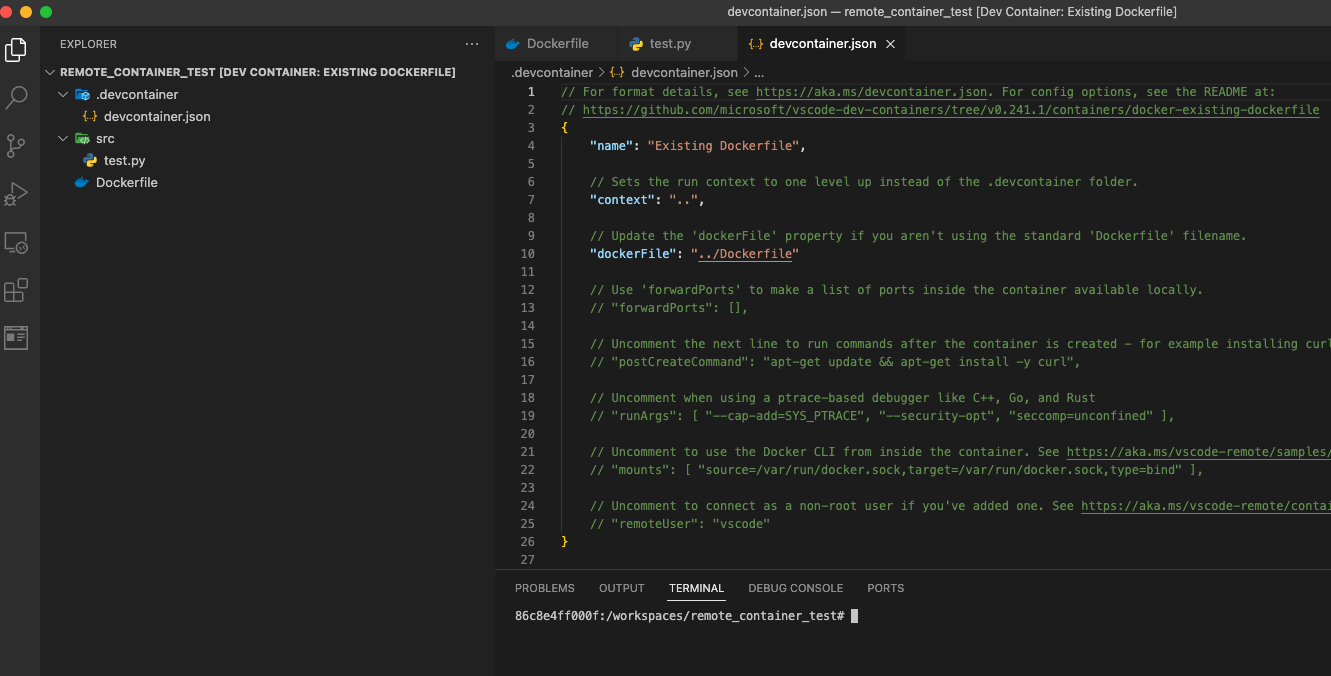 devcontainer.json — remote_container_test [Dev Container: Existing Dockerfile]
EXPLORER
REMOTE_CONTAINER_TEST [DEV CONTAINER: EXISTING DOCKERFILE]
.devcontainer
devcontainer.json
src
test.py
Dockerfile
Dockerfile test.py devcontainer.json
.devcontainer > {..} devcontainer.json > ...
1 // For format details, see https://aka.ms/devcontainer.json. For config options, see the README at:
2 // https://github.com/microsoft/vscode-dev-containers/tree/v0.241.1/containers/docker-existing-dockerfile
3 {
4 "name": "Existing Dockerfile",
5
6 // Sets the run context to one level up instead of the .devcontainer folder.
7 "context": "..",
8
9 // Update the 'dockerFile' property if you aren't using the standard 'Dockerfile' filename.
10 "dockerFile": "../Dockerfile"
11
12 // Use 'forwardPorts' to make a list of ports inside the container available locally.
13 // "forwardPorts": [],
14
15 // Uncomment the next line to run commands after the container is created - for example installing curl
16 // "postCreateCommand": "apt-get update && apt-get install -y curl",
17
18 // Uncomment when using a ptrace-based debugger like C++, Go, and Rust
19 // "runArgs": [ "--cap-add=SYS_PTRACE", "--security-opt", "seccomp=unconfined" ],
20
21 // Uncomment to use the Docker CLI from inside the container. See https://aka.ms/vscode-remote/samples/
22 // "mounts": [ "source=/var/run/docker.sock,target=/var/run/docker.sock,type=bind" ],
23
24 // Uncomment to connect as a non-root user if you've added one. See https://aka.ms/vscode-remote/contai
25 // "remoteUser": "vscode"
26 }
27
PROBLEMS OUTPUT TERMINAL DEBUG CONSOLE PORTS
86c8e4ff000f:/workspaces/remote_container_test#